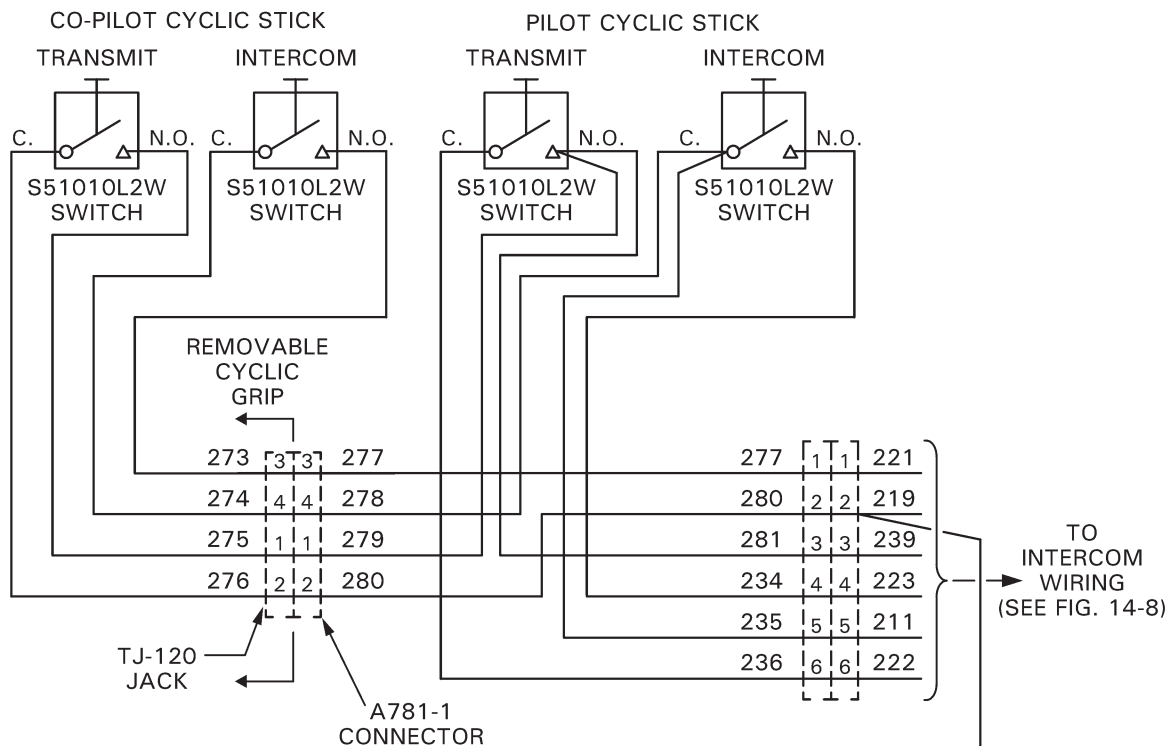 CO-PILOT CYCLIC STICK
PILOT CYCLIC STICK
TRANSMIT
INTERCOM
TRANSMIT
INTERCOM
C.
N.O.
C.
N.O.
C.
N.O.
C.
N.O.
S51010L2W
SWITCH
S51010L2W
SWITCH
S51010L2W
SWITCH
S51010L2W
SWITCH
REMOVABLE
CYCLIC
GRIP
273 3 3 277
277 1 1 221
274 4 4 278
280 2 2 219
275 1 1 279
281 3 3 239
276 2 2 280
234 4 4 223
235 5 5 211
236 6 6 222
TO
INTERCOM
WIRING
(SEE FIG. 14-8)
TJ-120
JACK
A781-1
CONNECTOR